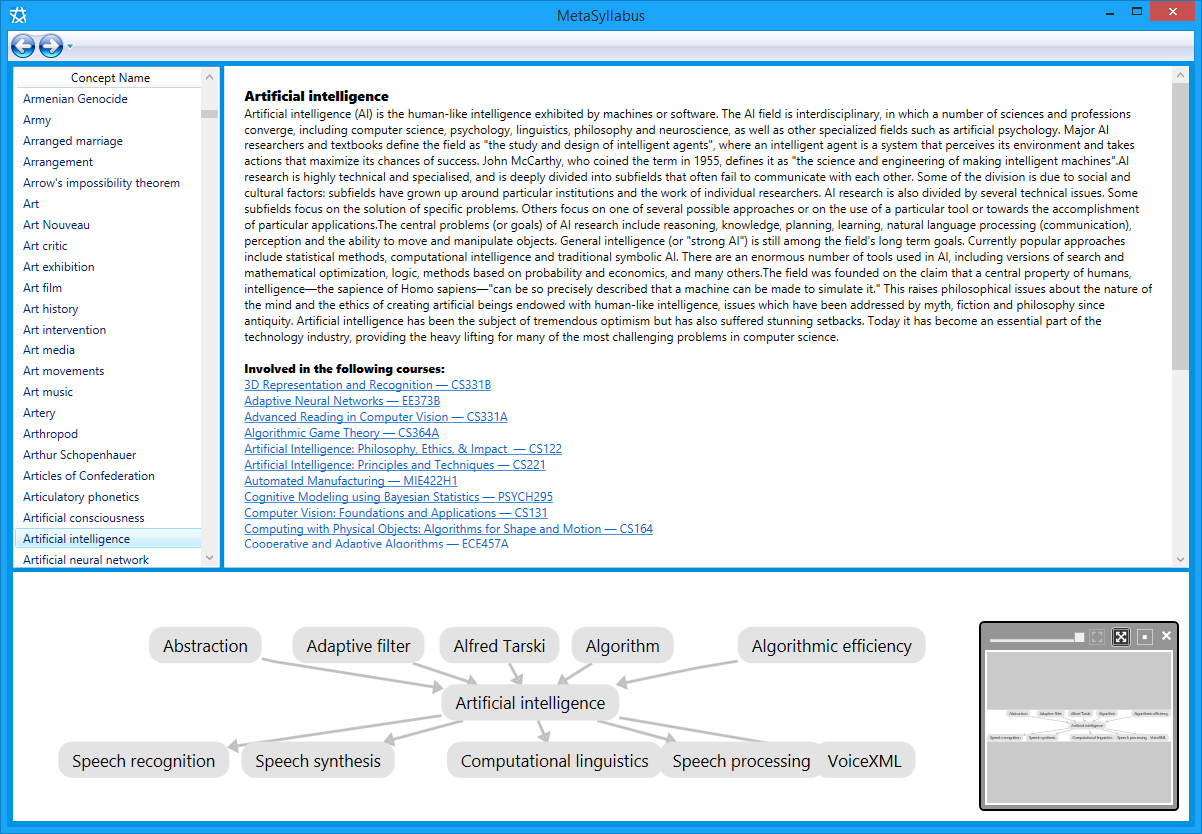 MetaSyllabus
Concept Name
Armenian Genocide
Army
Arranged marriage
Arrangement
Arrow's impossibility theorem
Art
Art Nouveau
Art critic
Art exhibition
Art film
Art history
Art intervention
Art media
Art movements
Art music
Artery
Arthropod
Arthur Schopenhauer
Articles of Confederation
Articulatory phonetics
Artificial consciousness
Artificial intelligence
Artificial neural network
Artificial intelligence
Artificial intelligence (AI) is the human-like intelligence exhibited by machines or software. The AI field is interdisciplinary, in which a number of sciences and professions
converge, including computer science, psychology, linguistics, philosophy and neuroscience, as well as other specialized fields such as artificial psychology. Major AI
researchers and textbooks define the field as "the study and design of intelligent agents", where an intelligent agent is a system that perceives its environment and takes
actions that maximize its chances of success. John McCarthy, who coined the term in 1955, defines it as "the science and engineering of making intelligent machines".AI
research is highly technical and specialised, and is deeply divided into subfields that often fail to communicate with each other. Some of the division is due to social and
cultural factors: subfields have grown up around particular institutions and the work of individual researchers. AI research is also divided by several technical issues. Some
subfields focus on the solution of specific problems. Others focus on one of several possible approaches or on the use of a particular tool or towards the accomplishment
of particular applications.The central problems (or goals) of AI research include reasoning, knowledge, planning, learning, natural language processing (communication),
perception and the ability to move and manipulate objects. General intelligence (or "strong AI") is still among the field's long term goals. Currently popular approaches
include statistical methods, computational intelligence and traditional symbolic AI. There are an enormous number of tools used in AI, including versions of search and
mathematical optimization, logic, methods based on probability and economics, and many others.The field was founded on the claim that a central property of humans,
intelligence—the sapience of Homo sapiens—"can be so precisely described that a machine can be made to simulate it." This raises philosophical issues about the nature of
the mind and the ethics of creating artificial beings endowed with human-like intelligence, issues which have been addressed by myth, fiction and philosophy since
antiquity. Artificial intelligence has been the subject of tremendous optimism but has also suffered stunning setbacks. Today it has become an essential part of the
technology industry, providing the heavy lifting for many of the most challenging problems in computer science.
Involved in the following courses:
3D Representation and Recognition — CS331B
Adaptive Neural Networks — EE373B
Advanced Reading in Computer Vision — CS331A
Algorithmic Game Theory — CS364A
Artificial Intelligence: Philosophy, Ethics, & Impact — CS122
Artificial Intelligence: Principles and Techniques — CS221
Automated Manufacturing — MIE422H1
Cognitive Modeling using Bayesian Statistics — PSYCH295
Computer Vision: Foundations and Applications — CS131
Computing with Physical Objects: Algorithms for Shape and Motion — CS164
Cooperative and Adaptive Algorithms — ECE457A
Abstraction
Adaptive filter
Alfred Tarski
Algorithm
Algorithmic efficiency
Artificial intelligence
Speech recognition
Speech synthesis
Computational linguistics
Speech processing
VoiceXML
Abstraction
Adaptive filter
Alfred Tarski
Algorithm
Algorithmic efficiency
Artificial intelligence
Speech recognition
Speech synthesis
Computational linguistics
Speech processing
VoiceXML